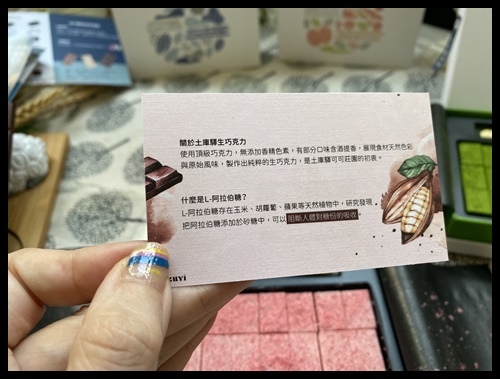 關於土庫驛生巧克力
使用頂級巧克力，無添加香精色素，有部分口味含酒提香，展現食材天然色彩
與原始風味，製作出純粹的生巧克力，是土庫驛可可莊園的初衷。
什麼是L-阿拉伯糖？
L-阿拉伯糖存在玉米、胡蘿蔔、蘋果等天然植物中，研究發現，
把阿拉伯糖添加於砂糖中，可以阻斷人體對糖份的吸收。